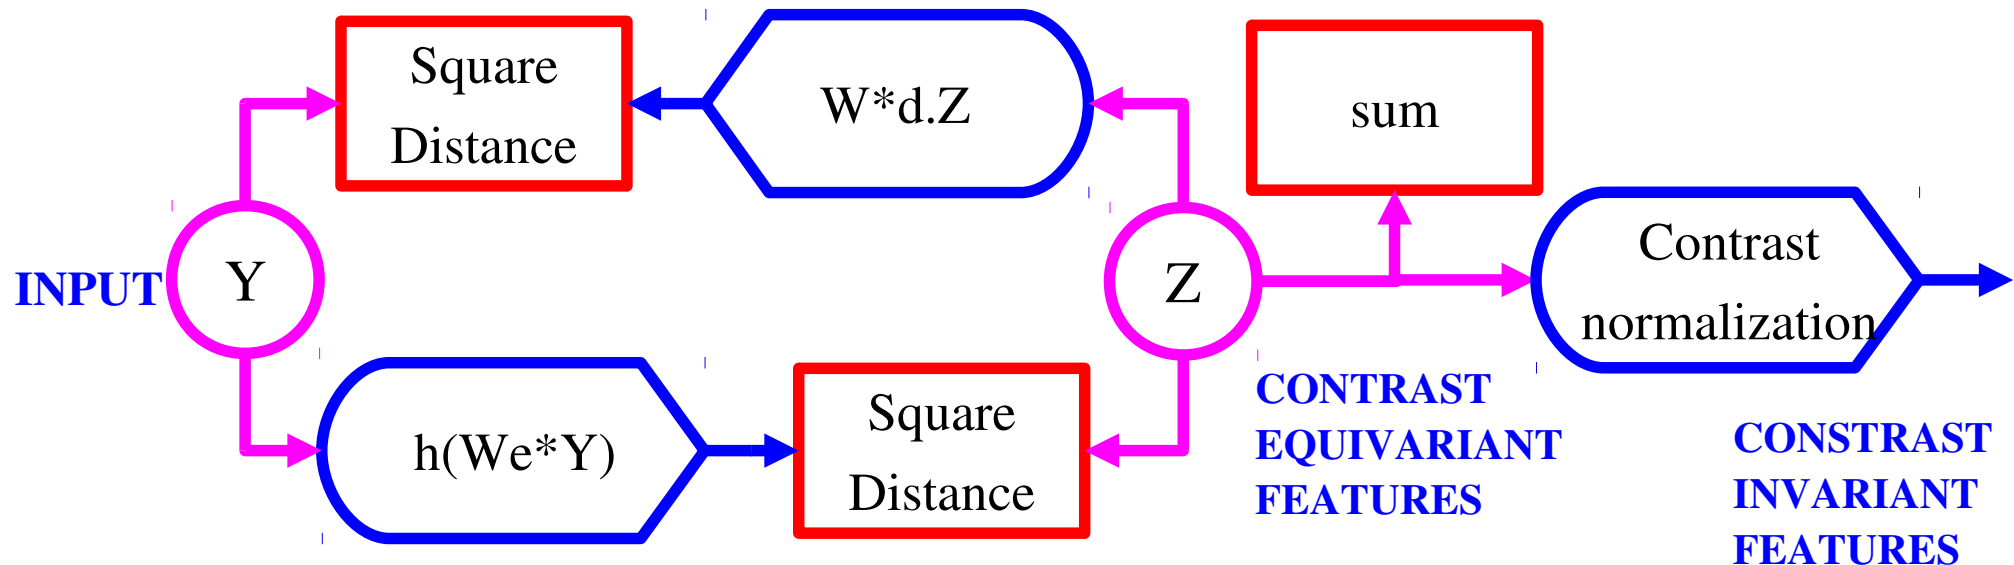 Square
Distance
W*d.Z
sum
INPUT
Y
Z
Contrast
normalization
h(We*Y)
Square
Distance
CONTRAST
EQUIVARIANT
FEATURES
CONSTRAST
INVARIANT
FEATURES